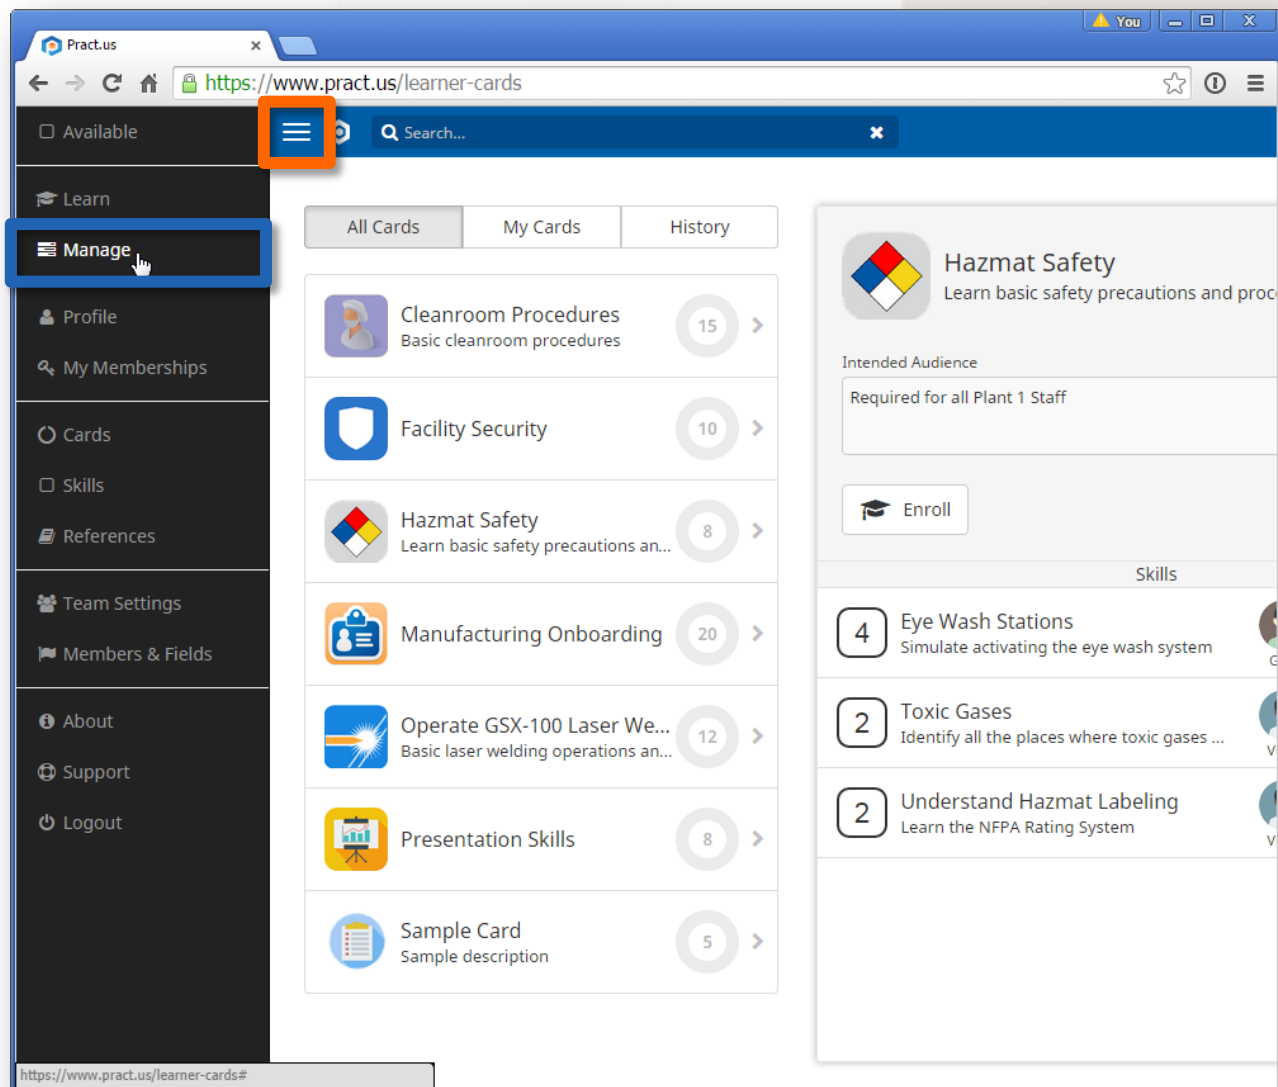 You
Pract.us
https://www.pract.us/learner-cards
Available
Search...
Learn
Manage
Profile
My Memberships
Cards
Skills
References
Team Settings
Members & Fields
About
Support
Logout
All Cards
My Cards
History
Cleanroom Procedures
Basic cleanroom procedures
15
Facility Security
10
Hazmat Safety
Learn basic safety precautions an...
8
Manufacturing Onboarding
20
Operate GSX-100 Laser We...
Basic laser welding operations an...
12
Presentation Skills
8
Sample Card
Sample description
5
Hazmat Safety
Learn basic safety precautions and proc
Intended Audience
Required for all Plant 1 Staff
Enroll
Skills
4
Eye Wash Stations
Simulate activating the eye wash system
G
2
Toxic Gases
Identify all the places where toxic gases ...
V
2
Understand Hazmat Labeling
Learn the NFPA Rating System
V
https://www.pract.us/learner-cards#